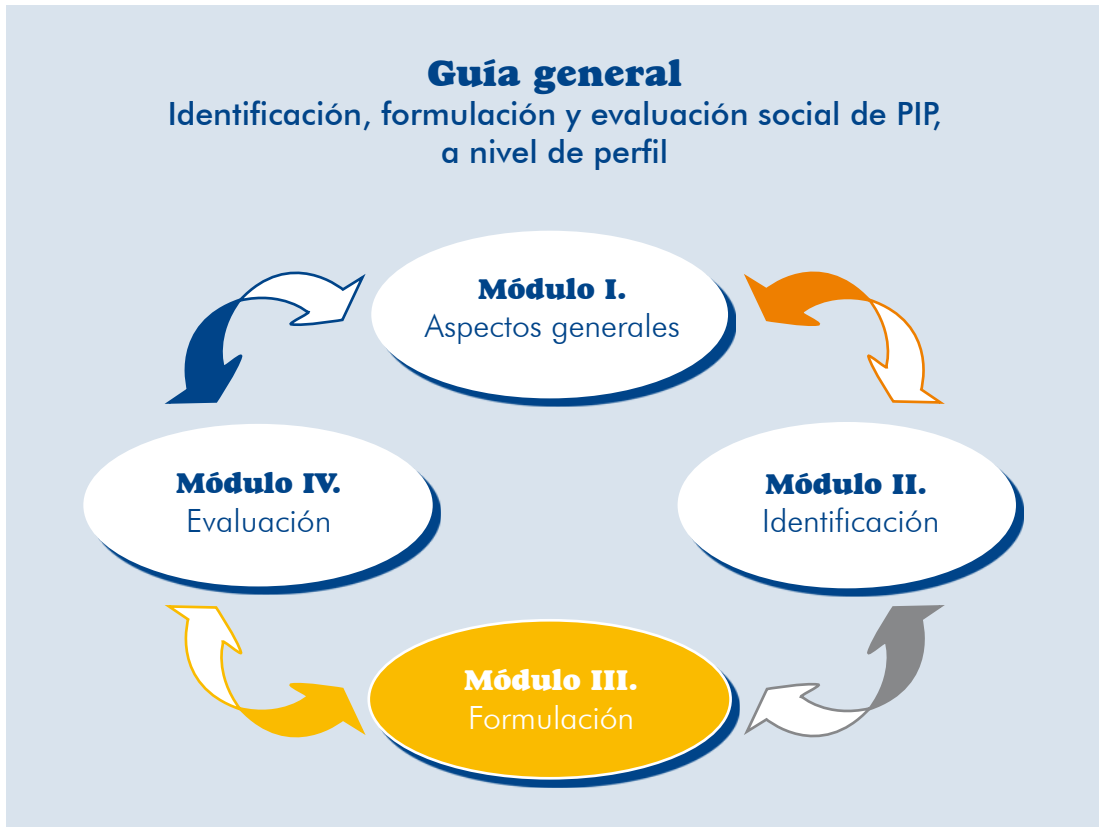 Guía general
Identificación, formulación y evaluación social de PIP,
a nivel de perfil
Módulo I.
Aspectos generales
Módulo IV.
Evaluación
Módulo II.
Identificación
Módulo III.
Formulación